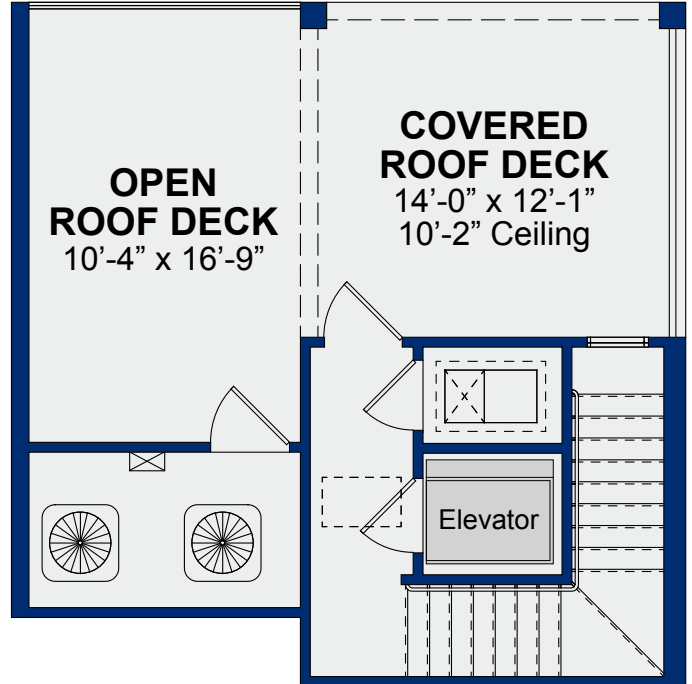 OPEN
ROOF DECK
10’-4” x 16’-9”
COVERED
ROOF DECK
14’-0” x 12’-1”
10’-2” Ceiling
x
Elevator